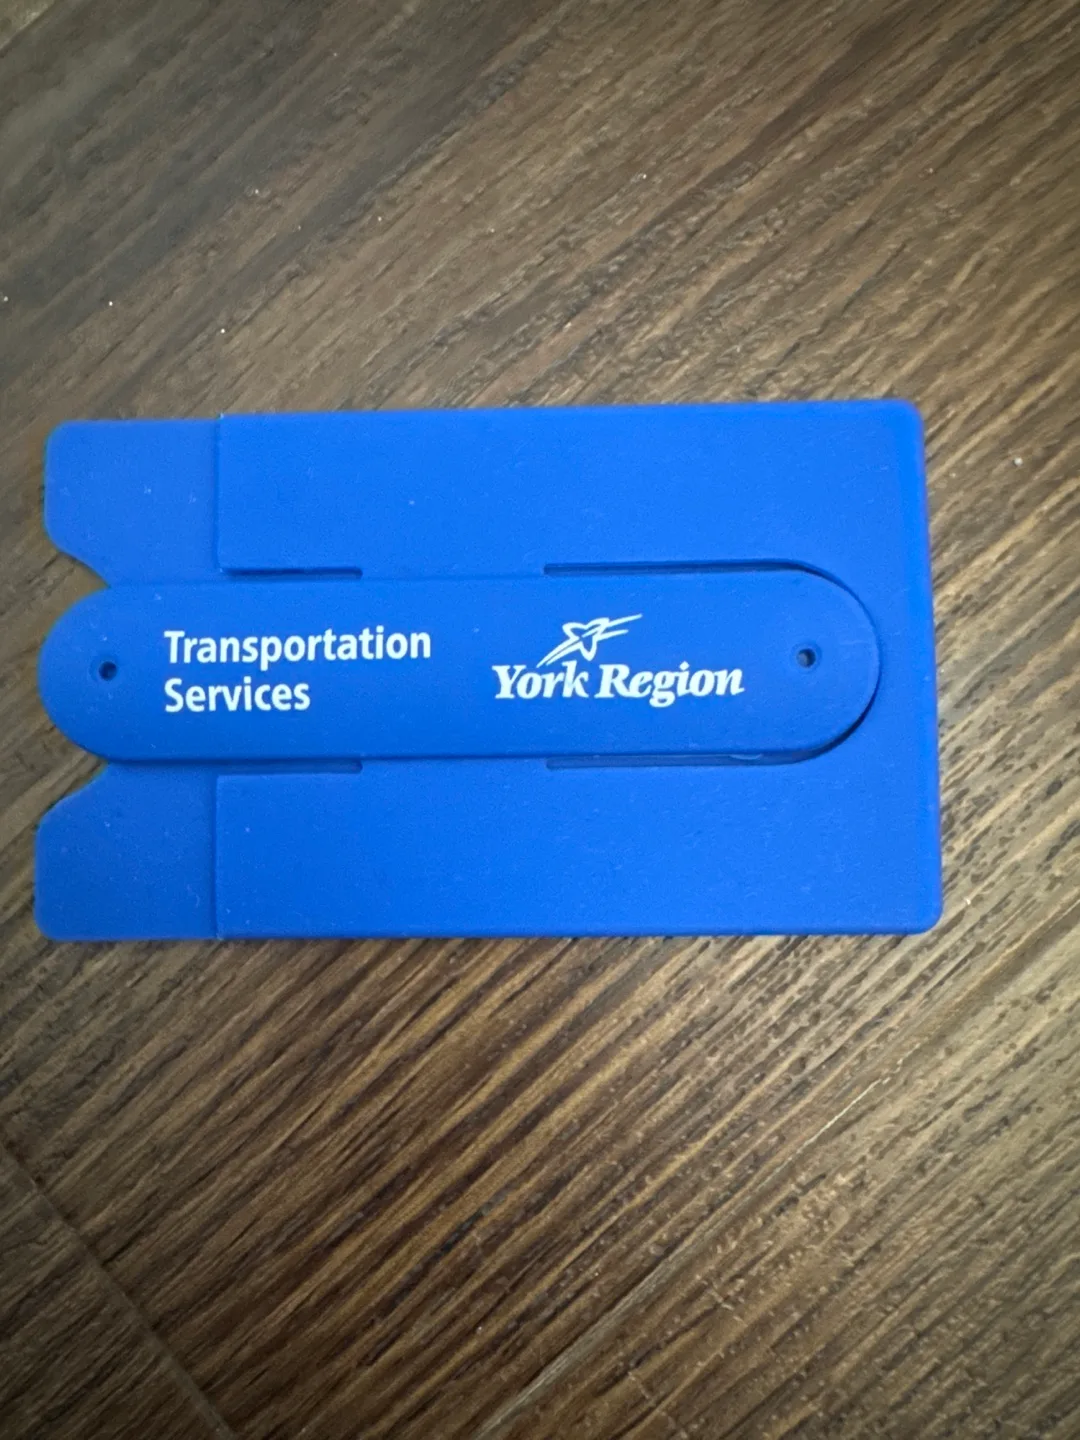 Transportation
Services
York Region